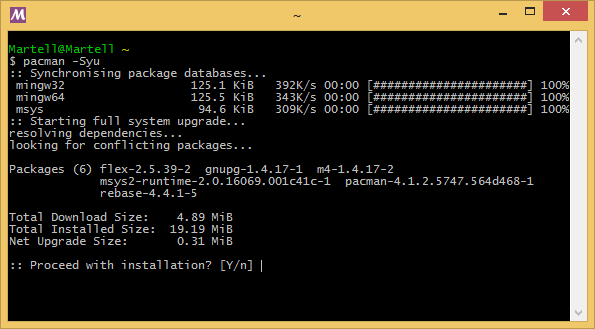 M
~
Martell@Martell ~
$ pacman -Syu
:: Synchronising package databases...
mingw32 125.1 KiB 392K/s 00:00 [######################] 100%
mingw64 125.5 KiB 343K/s 00:00 [######################] 100%
msys 94.6 KiB 309K/s 00:00 [######################] 100%
:: Starting full system upgrade...
resolving dependencies...
looking for conflicting packages...
Packages (6) flex-2.5.39-2 gnupg-1.4.17-1 m4-1.4.17-2
msys2-runtime-2.0.16069.001c41c-1 pacman-4.1.2.5747.564d468-1
rebase-4.4.1-5
Total Download Size: 4.89 MiB
Total Installed Size: 19.19 MiB
Net Upgrade Size: 0.31 MiB
:: Proceed with installation? [Y/n]